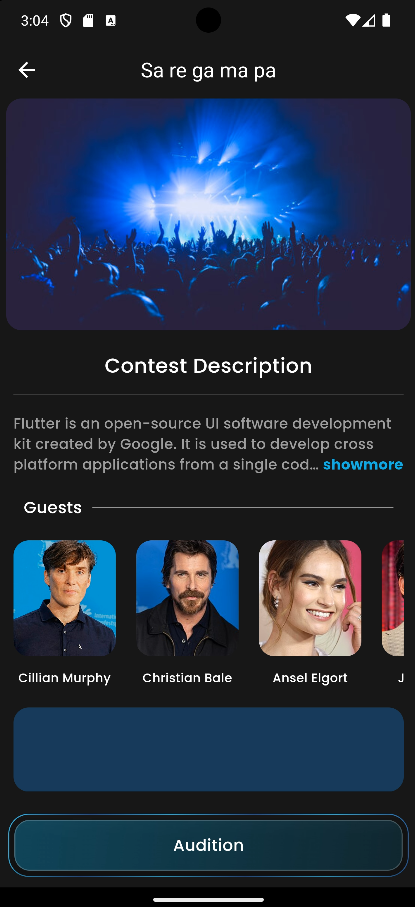 3:04
Sa re ga ma pa
Contest Description
Flutter is an open-source UI software development
kit created by Google. It is used to develop cross
platform applications from a single cod... showmore
Guests
Cillian Murphy
Christian Bale
Ansel Elgort
J
Audition